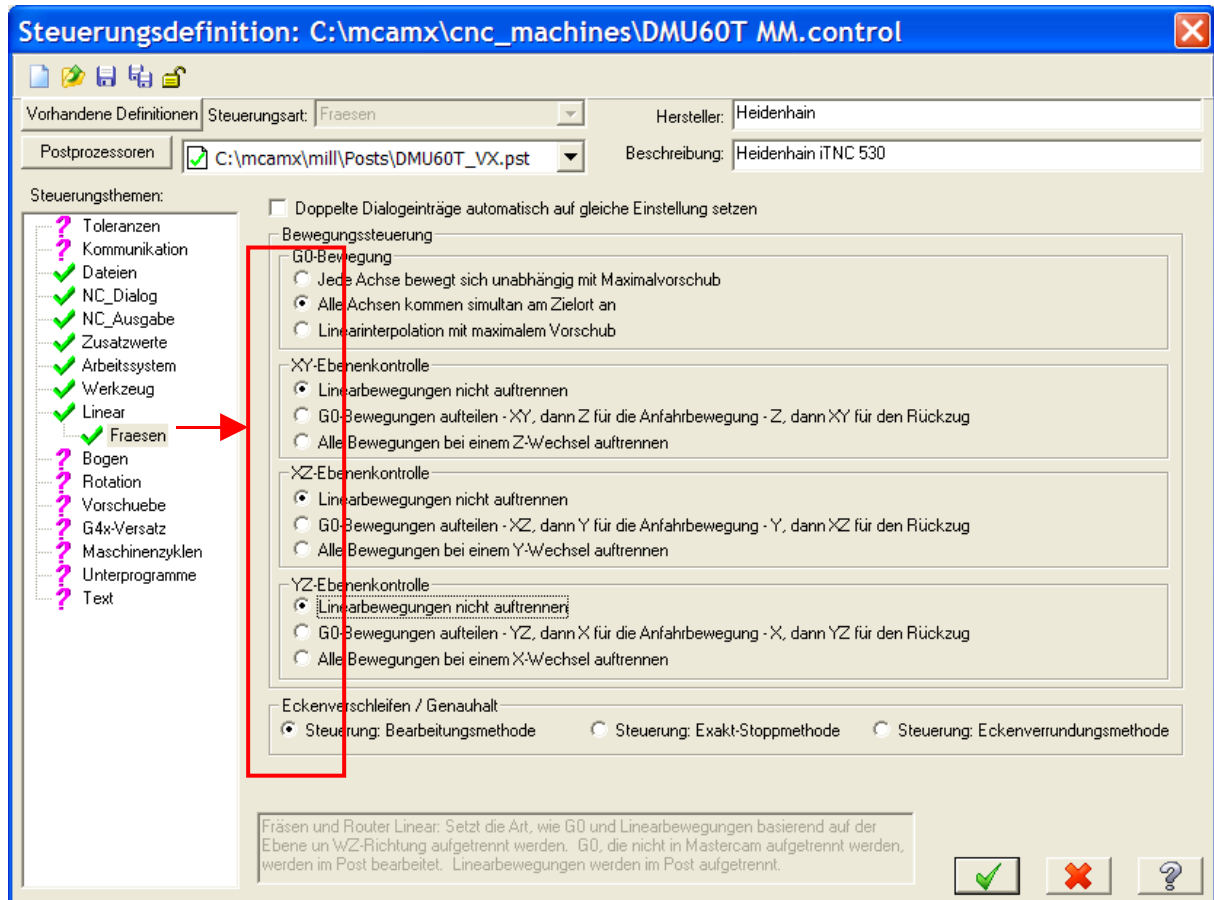 Steuerungsdefinition: C:\mcamx\cnc_machines\DMU60T MM.control
Vorhandene Definitionen Steuerungsart: Fraesen Hersteller: Heidenhain
Postprozessoren C:\mcamx\mill\Posts\DMU60T_VX.pst Beschreibung: Heidenhain iTNC 530
Steuerungsthemen:
Toleranzen
Kommunikation
Dateien
NC_Dialog
NC_Ausgabe
Zusatzwerte
Arbeitssystem
Werkzeug
Linear
Fraesen
Bogen
Rotation
Vorschuebe
G4x-Versatz
Maschinenzyklen
Unterprogramme
Text
Doppelte Dialogeinträge automatisch auf gleiche Einstellung setzen
Bewegungssteuerung
G0-Bewegung
Jede Achse bewegt sich unabhängig mit Maximalvorschub
Alle Achsen kommen simultan am Zielort an
Linearinterpolation mit maximalem Vorschub
XY-Ebenenkontrolle
Linearbewegungen nicht auftrennen
G0-Bewegungen aufteilen - XY, dann Z für die Anfahrbewegung - Z, dann XY für den Rückzug
Alle Bewegungen bei einem Z-Wechsel auftrennen
XZ-Ebenenkontrolle
Linearbewegungen nicht auftrennen
G0-Bewegungen aufteilen - XZ, dann Y für die Anfahrbewegung - Y, dann XZ für den Rückzug
Alle Bewegungen bei einem Y-Wechsel auftrennen
YZ-Ebenenkontrolle
Linearbewegungen nicht auftrennen
G0-Bewegungen aufteilen - YZ, dann X für die Anfahrbewegung - X, dann YZ für den Rückzug
Alle Bewegungen bei einem X-Wechsel auftrennen
Eckenverschleifen / Genauhalt
Steuerung: Bearbeitungsmethode Steuerung: Exakt-Stoppmethode Steuerung: Eckenverrundungsmethode
Fräsen und Router Linear: Setzt die Art, wie G0 und Linearbewegungen basierend auf der
Ebene un WZ-Richtung aufgetrennt werden. G0, die nicht in Mastercam aufgetrennt werden,
werden im Post bearbeitet. Linearbewegungen werden im Post aufgetrennt.